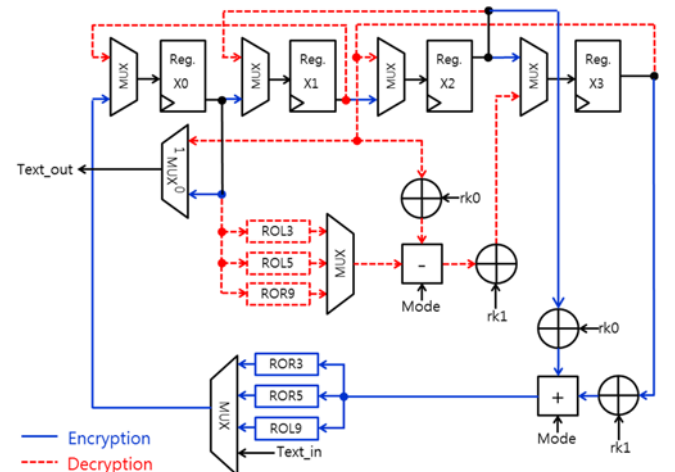 MUX
Reg.
X0
MUX
Reg.
X1
MUX
Reg.
X2
MUX
Reg.
X3
Text_out
1
MUX
0
rk0
ROL3
ROL5
ROR9
MUX
-
Mode
rk1
rk0
ROR3
ROR5
ROL9
MUX
Text_in
+
Mode
rk1
Encryption
Decryption